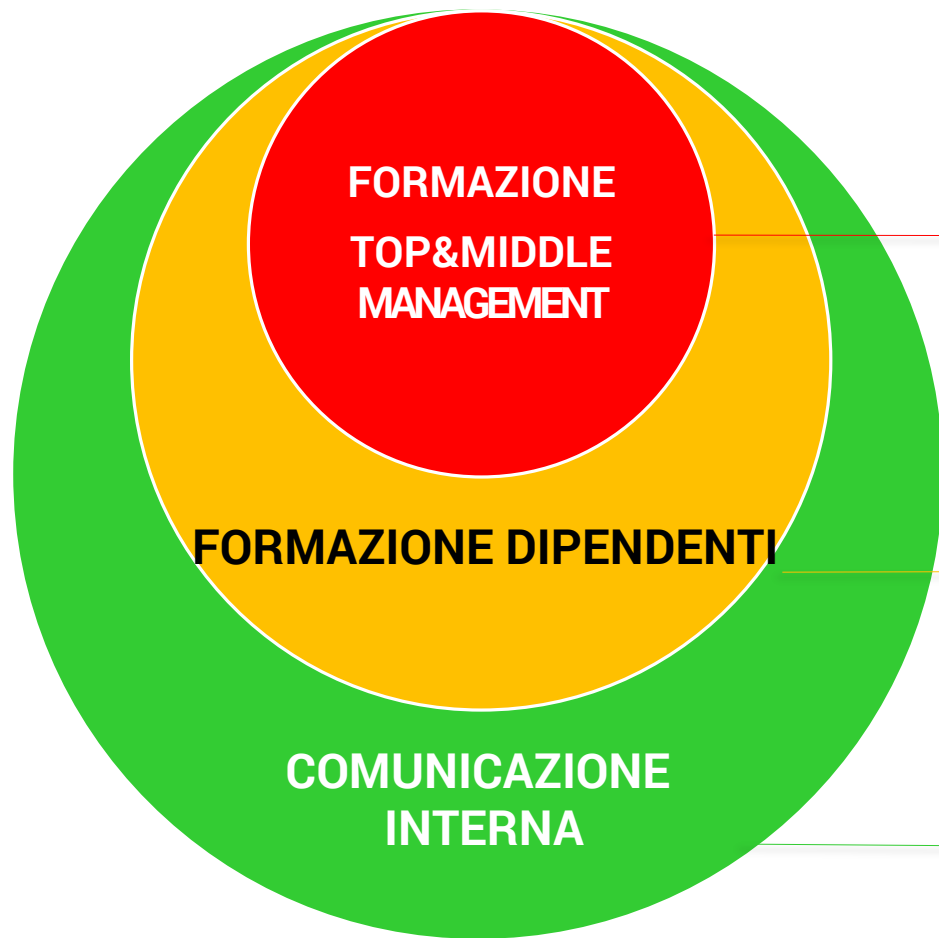 FORMAZIONE
TOP&MIDDLE
MANAGEMENT
FORMAZIONE DIPENDENTI
COMUNICAZIONE
INTERNA